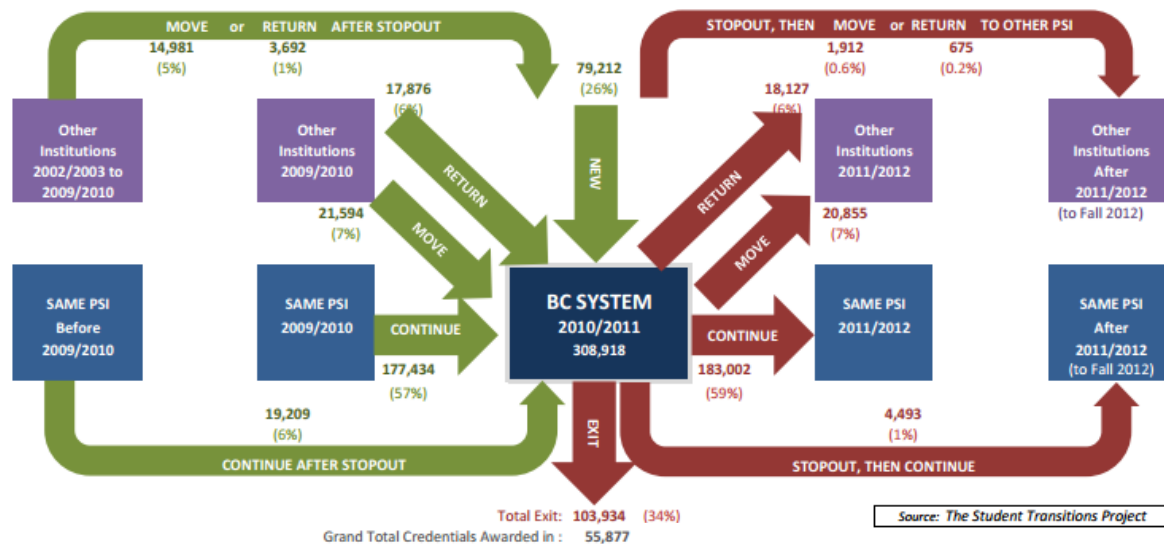 MOVE or RETURN AFTER STOPOUT
14,981 3,692
(5%) (1%)
STOPOUT, THEN MOVE or RETURN TO OTHER PSI
1,912 675
(0.6%) (0.2%)
79,212
(26%)
17,876
(6%)
18,127
(6%)
Other
Institutions
2002/2003 to
2009/2010
Other
Institutions
2009/2010
RETURN
NEW
RETURN
Other
Institutions
2011/2012
Other
Institutions
After
2011/2012
(to Fall 2012)
21,594
(7%)
MOVE
MOVE
20,855
(7%)
SAME PSI
Before
2009/2010
SAME PSI
2009/2010
CONTINUE
177,434
(57%)
BC SYSTEM
2010/2011
308,918
CONTINUE
183,002
(59%)
SAME PSI
2011/2012
SAME PSI
After
2011/2012
(to Fall 2012)
19,209
(6%)
CONTINUE AFTER STOPOUT
EXIT
4,493
(1%)
STOPOUT, THEN CONTINUE
Total Exit: 103,934 (34%)
Grand Total Credentials Awarded in : 55,877
Source: The Student Transitions Project